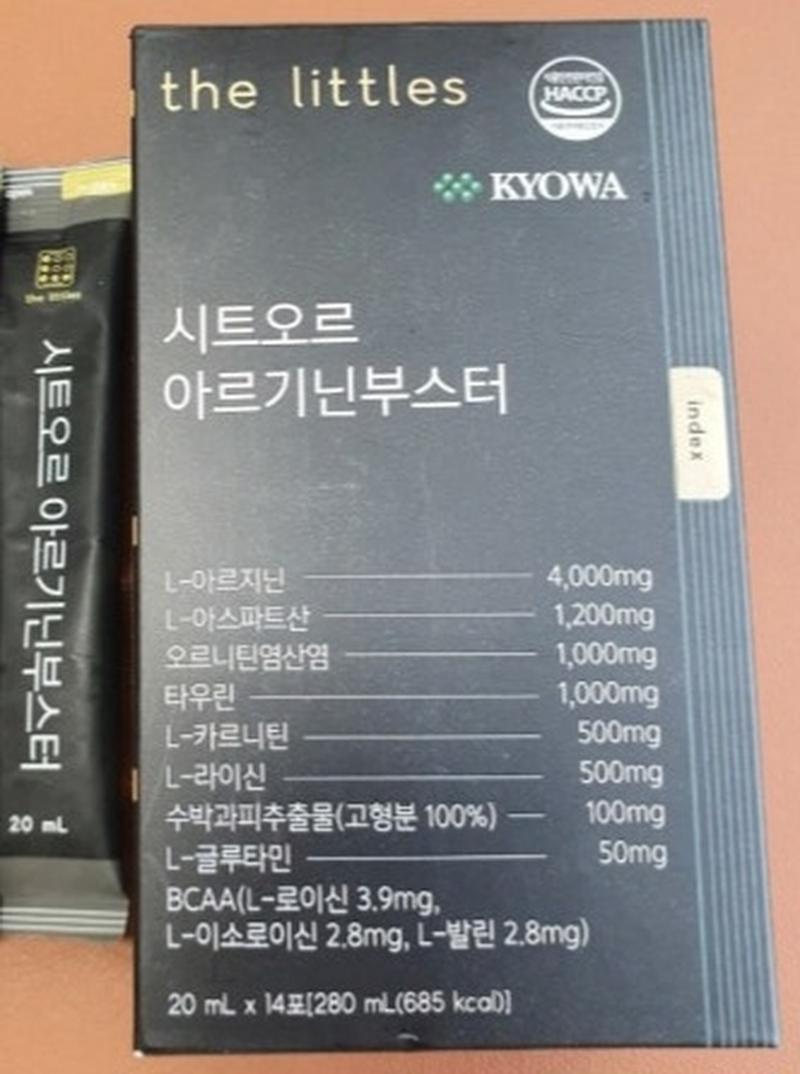 the littles
HACCP
KYOWA
시트오르
아르기닌부스터
index
L-아르지닌 4,000mg
L-아스파트산 1,200mg
오르니틴염산염 1,000mg
타우린 1,000mg
L-카르니틴 500mg
L-라이신 500mg
수박과피추출물(고형분 100%) 100mg
L-글루타민 50mg
BCAA(L-로이신 3.9mg,
L-이소로이신 2.8mg, L-발린 2.8mg)
20 mL x 14포[280 mL(685 kcal)]
the littles
시트오르 아르기닌부스터
20 mL